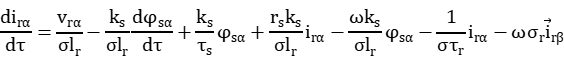 di_rα/dτ = v_rα/σl_r − k_s/σl_r dφ_sα/dτ + k_s/τ_s φ_sα + r_s k_s/σl_r i_rα − ωk_s/σl_r φ_sα − 1/στ_r i_rα − ωσ_r i⃗_rβ